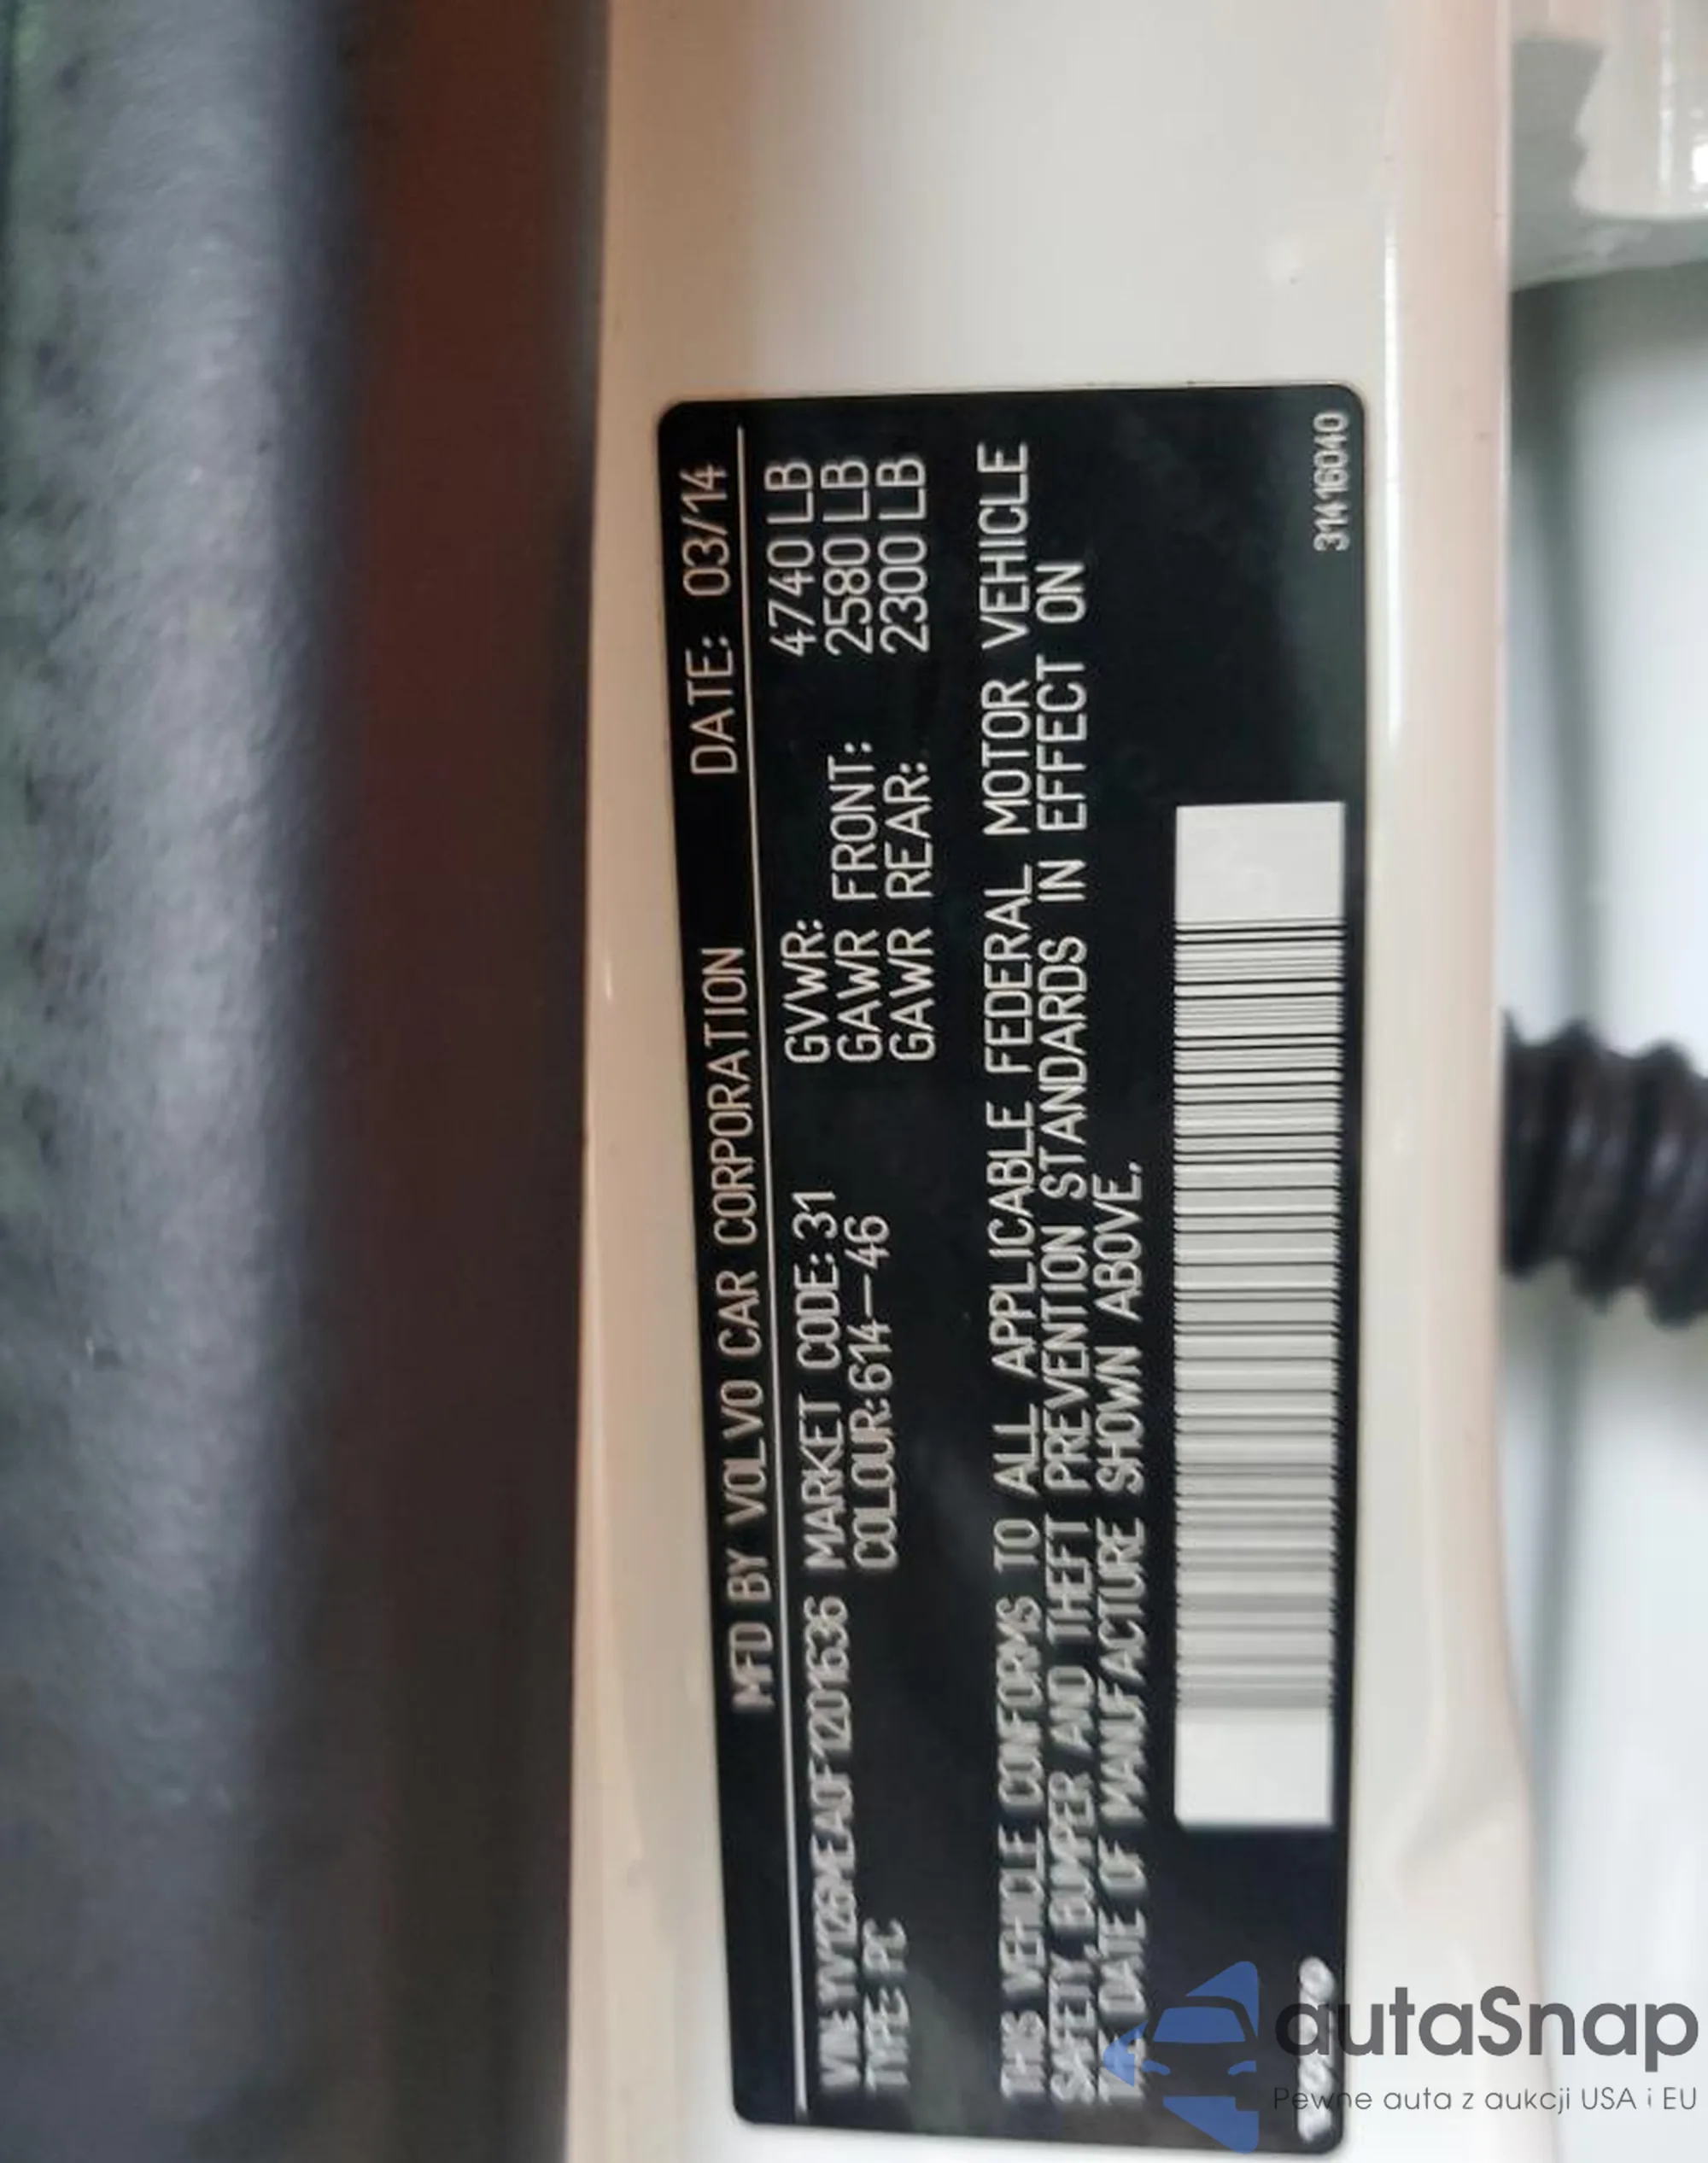 MFD BY VOLVO CAR CORPORATION DATE: 03/14
VIN: YV126MEA0F1201636 MARKET CODE: 31 GVWR: 4740 LB
TYPE: PC COLOUR: 614-46 GAWR FRONT: 2580 LB
GAWR REAR: 2300 LB
THIS VEHICLE CONFORMS TO ALL APPLICABLE FEDERAL MOTOR VEHICLE
SAFETY, BUMPER AND THEFT PREVENTION STANDARDS IN EFFECT ON
THE DATE OF MANUFACTURE SHOWN ABOVE.
31416040
autaSnap
Pewne auta z aukcji USA i EU